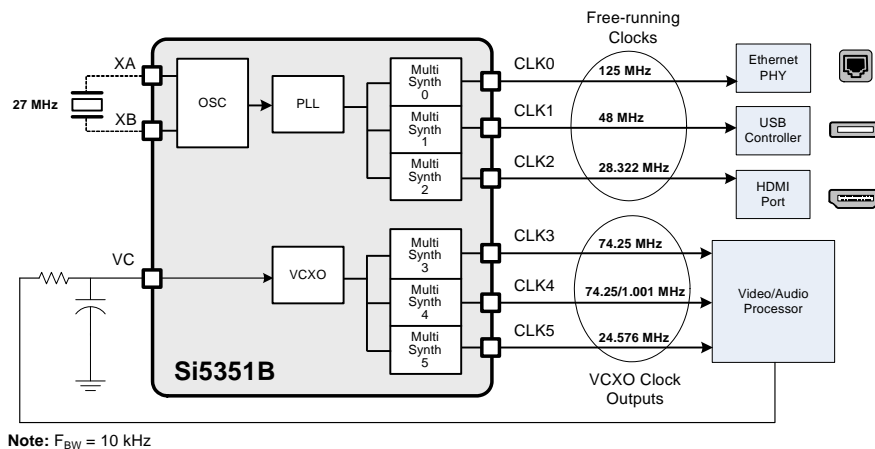 Free-running
Clocks
XA
27 MHz
XB
OSC
PLL
Multi
Synth
0
Multi
Synth
1
Multi
Synth
2
CLK0
125 MHz
Ethernet
PHY
CLK1
48 MHz
USB
Controller
CLK2
28.322 MHz
HDMI
Port
VC
VCXO
Multi
Synth
3
Multi
Synth
4
Multi
Synth
5
CLK3
74.25 MHz
CLK4
74.25/1.001 MHz
CLK5
24.576 MHz
Video/Audio
Processor
Si5351B
VCXO Clock
Outputs
Note: FBW = 10 kHz